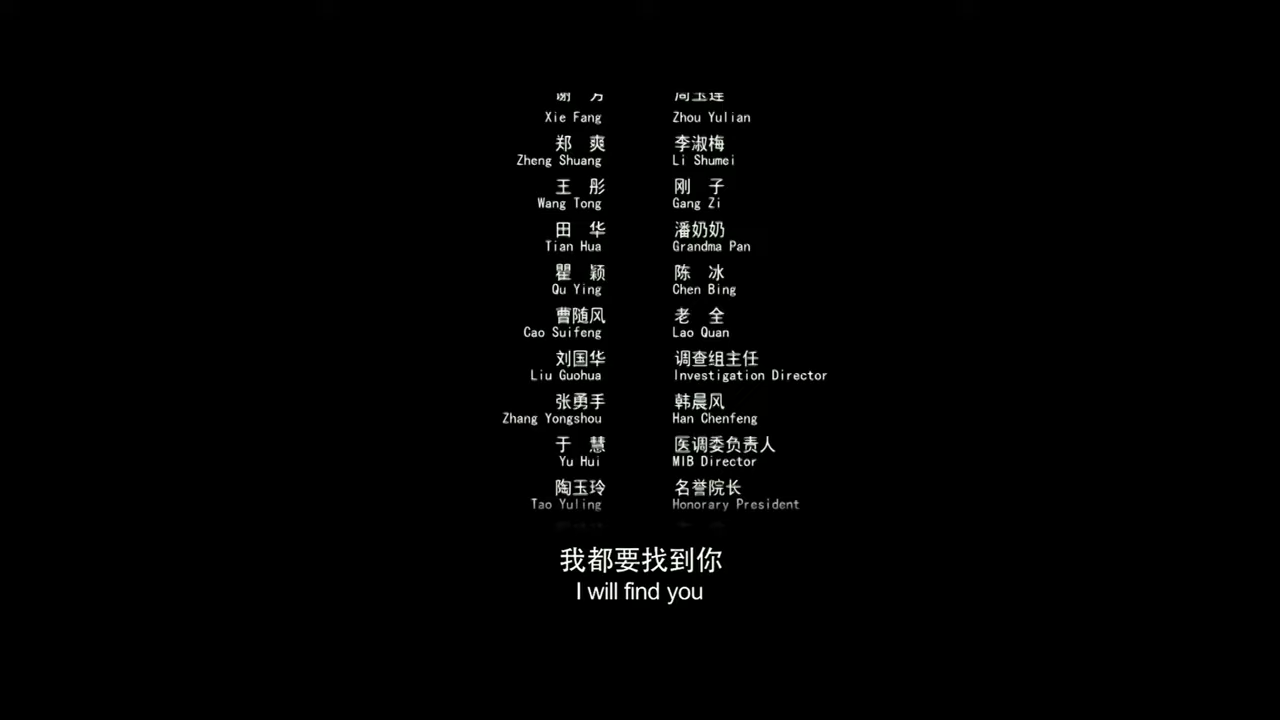 谢 芳 周玉莲
Xie Fang Zhou Yulian
郑 爽 李淑梅
Zheng Shuang Li Shumei
王 彤 刚 子
Wang Tong Gang Zi
田 华 潘奶奶
Tian Hua Grandma Pan
瞿 颖 陈 冰
Qu Ying Chen Bing
曹随风 老 全
Cao Suifeng Lao Quan
刘国华 调查组主任
Liu Guohua Investigation Director
张勇手 韩晨风
Zhang Yongshou Han Chenfeng
于 慧 医调委负责人
Yu Hui MIB Director
陶玉玲 名誉院长
Tao Yuling Honorary President
我都要找到你
I will find you